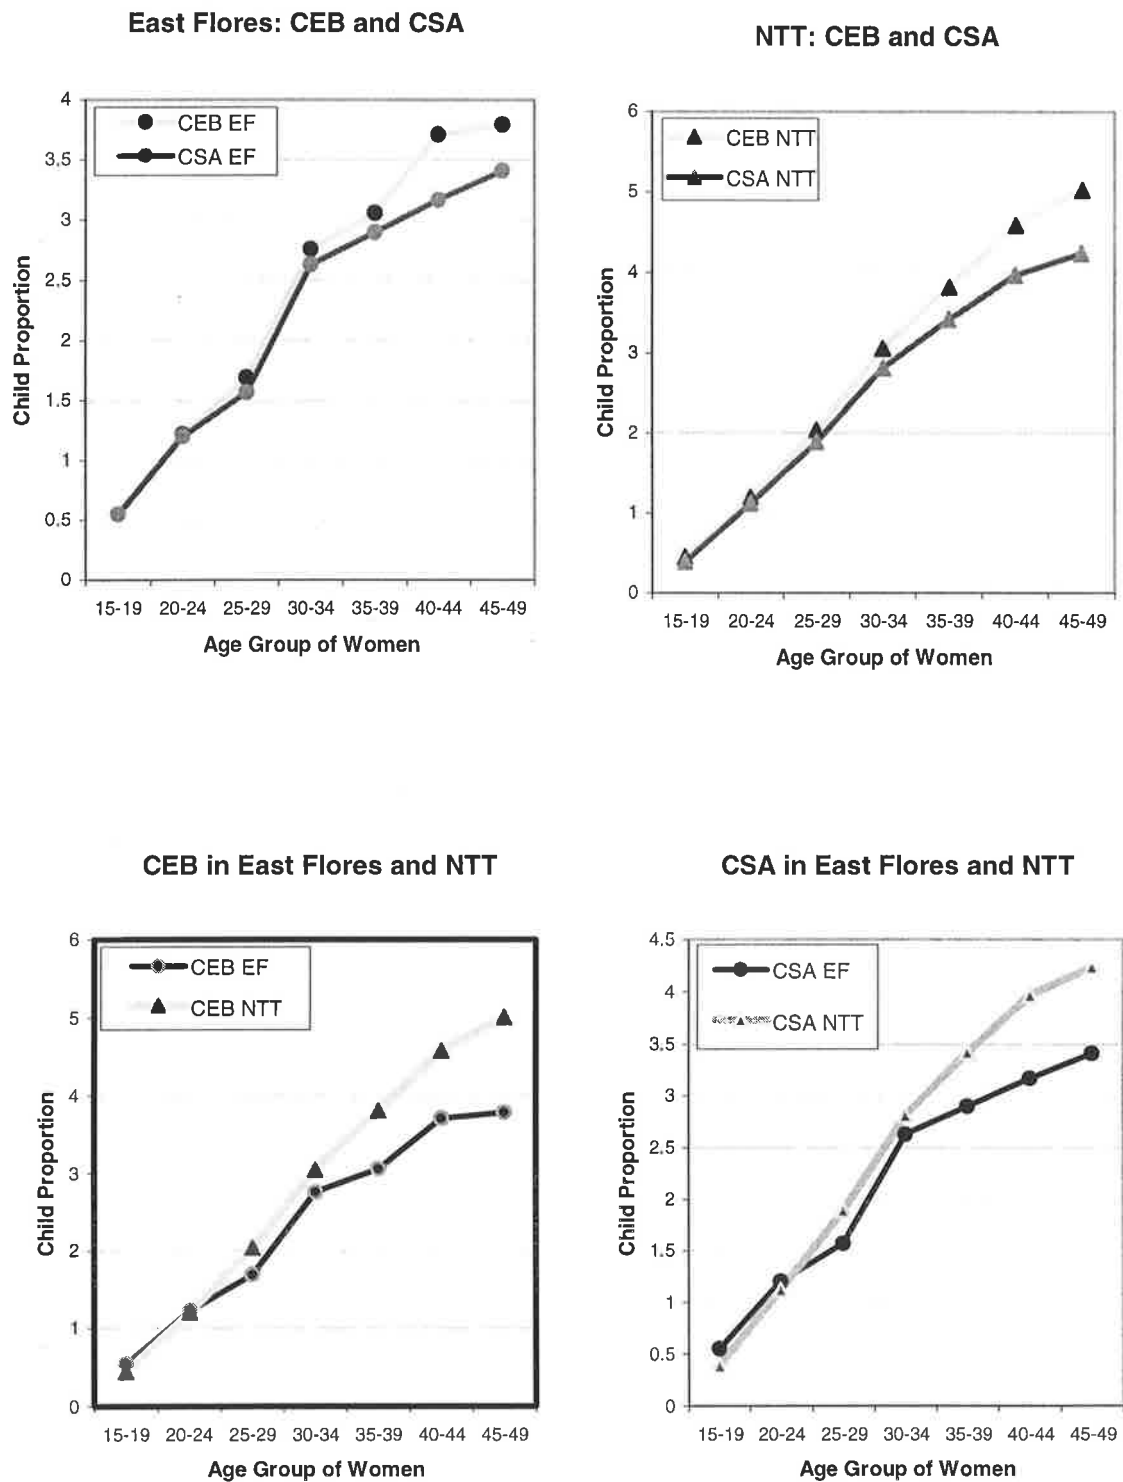 East Flores: CEB and CSA
4
3.5
3
2.5
2
1.5
1
0.5
0
CEB EF
CSA EF
Child Proportion
15-19 20-24 25-29 30-34 35-39 40-44 45-49
Age Group of Women
NTT: CEB and CSA
6
5
4
3
2
1
0
CEB NTT
CSA NTT
Child Proportion
15-19 20-24 25-29 30-34 35-39 40-44 45-49
Age Group of Women
CEB in East Flores and NTT
6
5
4
3
2
1
0
CEB EF
CEB NTT
Child Proportion
15-19 20-24 25-29 30-34 35-39 40-44 45-49
Age Group of Women
CSA in East Flores and NTT
4.5
4
3.5
3
2.5
2
1.5
1
0.5
0
CSA EF
CSA NTT
Child Proportion
15-19 20-24 25-29 30-34 35-39 40-44 45-49
Age Group of Women